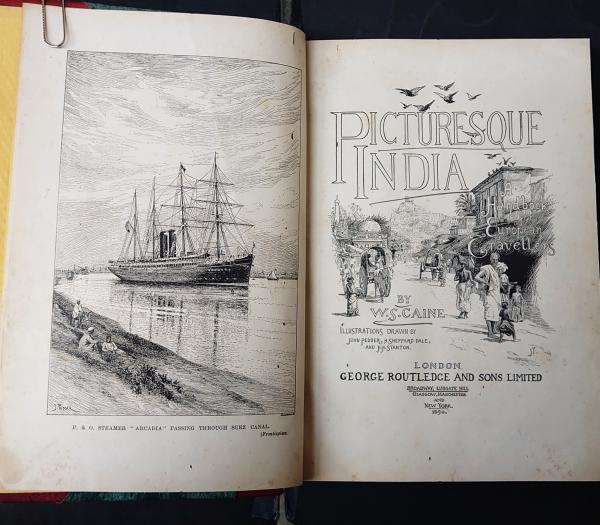 P. & O. STEAMER "ARCADIA" PASSING THROUGH SUEZ CANAL.
[Frontispiece.
PICTURESQUE
INDIA
A
Handbook
for
European
Travellers
BY
W.S. CAINE
ILLUSTRATIONS DRAWN BY
JOHN PEDDER, H. SHEPPARD DALE,
AND H.H. STANTON.
LONDON
GEORGE ROUTLEDGE AND SONS LIMITED
BROADWAY, LUDGATE HILL
GLASGOW, MANCHESTER
AND
NEW YORK.